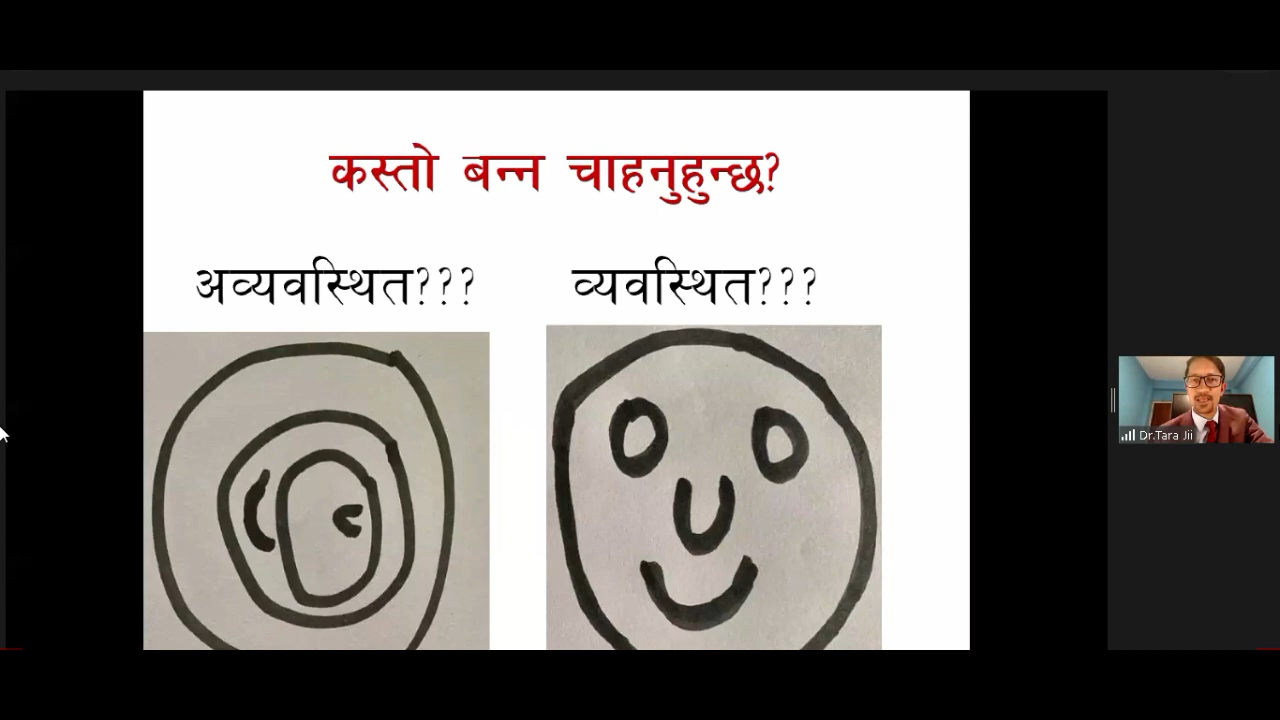 कस्तो बन्न चाहनुहुन्छ?
अव्यवस्थित??? व्यवस्थित???
Dr.Tara Jii